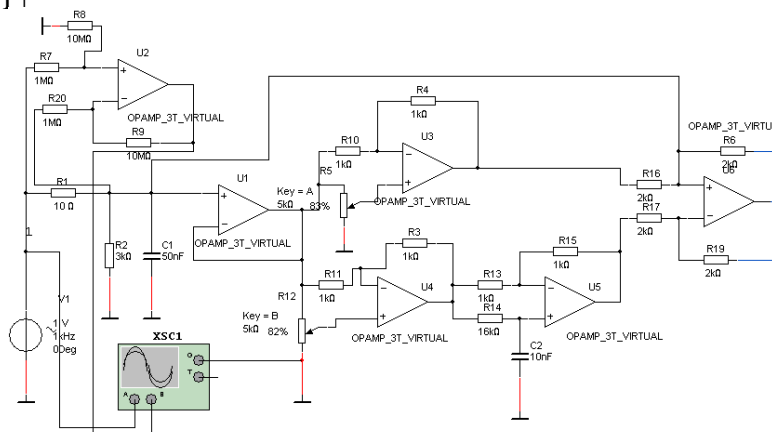 R8
10MΩ
R7
1MΩ
U2
R20
1MΩ
OPAMP_3T_VIRTUAL
R9
10MΩ
R4
1kΩ
R10
1kΩ
U3
OPAMP_3T_VIRTUAL
R6
2kΩ
U6
R1
10 Ω
U1
Key = A
5kΩ
83%
R5
OPAMP_3T_VIRTUAL
R16
2kΩ
R17
2kΩ
1
R2
3kΩ
C1
50nF
OPAMP_3T_VIRTUAL
R3
1kΩ
R15
1kΩ
R19
2kΩ
R12
R11
1kΩ
U4
R13
1kΩ
R14
16kΩ
U5
Key = B
5kΩ
82%
OPAMP_3T_VIRTUAL
OPAMP_3T_VIRTUAL
V1
1 V
1kHz
0Deg
XSC1
G
T
A
B
C2
10nF